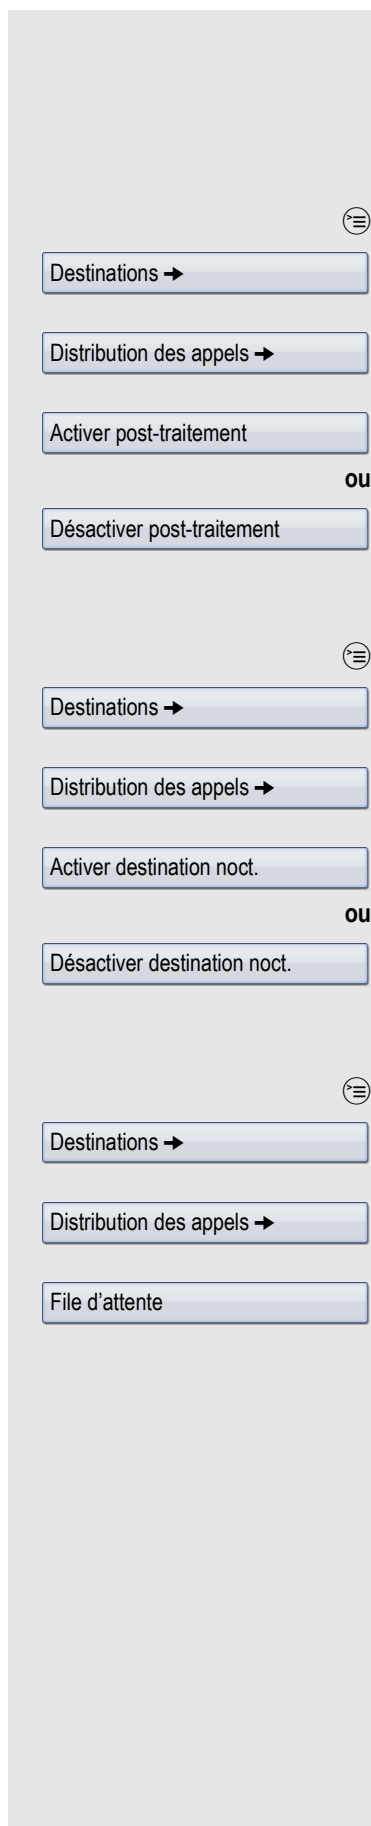 Destinations →
Distribution des appels →
Activer post-traitement
ou
Désactiver post-traitement
Destinations →
Distribution des appels →
Activer destination noct.
ou
Désactiver destination noct.
Destinations →
Distribution des appels →
File d’attente